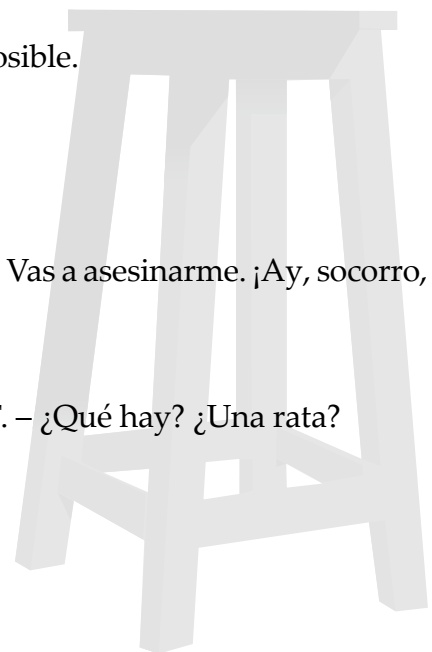 osible.
Vas a asesinarme. ¡Ay, socorro,
. – ¿Qué hay? ¿Una rata?